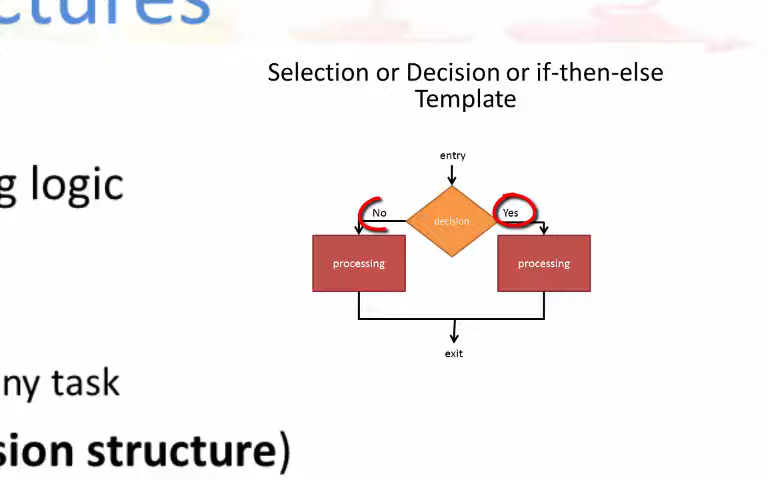 Selection or Decision or if-then-else
Template
entry
g logic
No
decision
Yes
processing
processing
exit
ny task
sion structure)